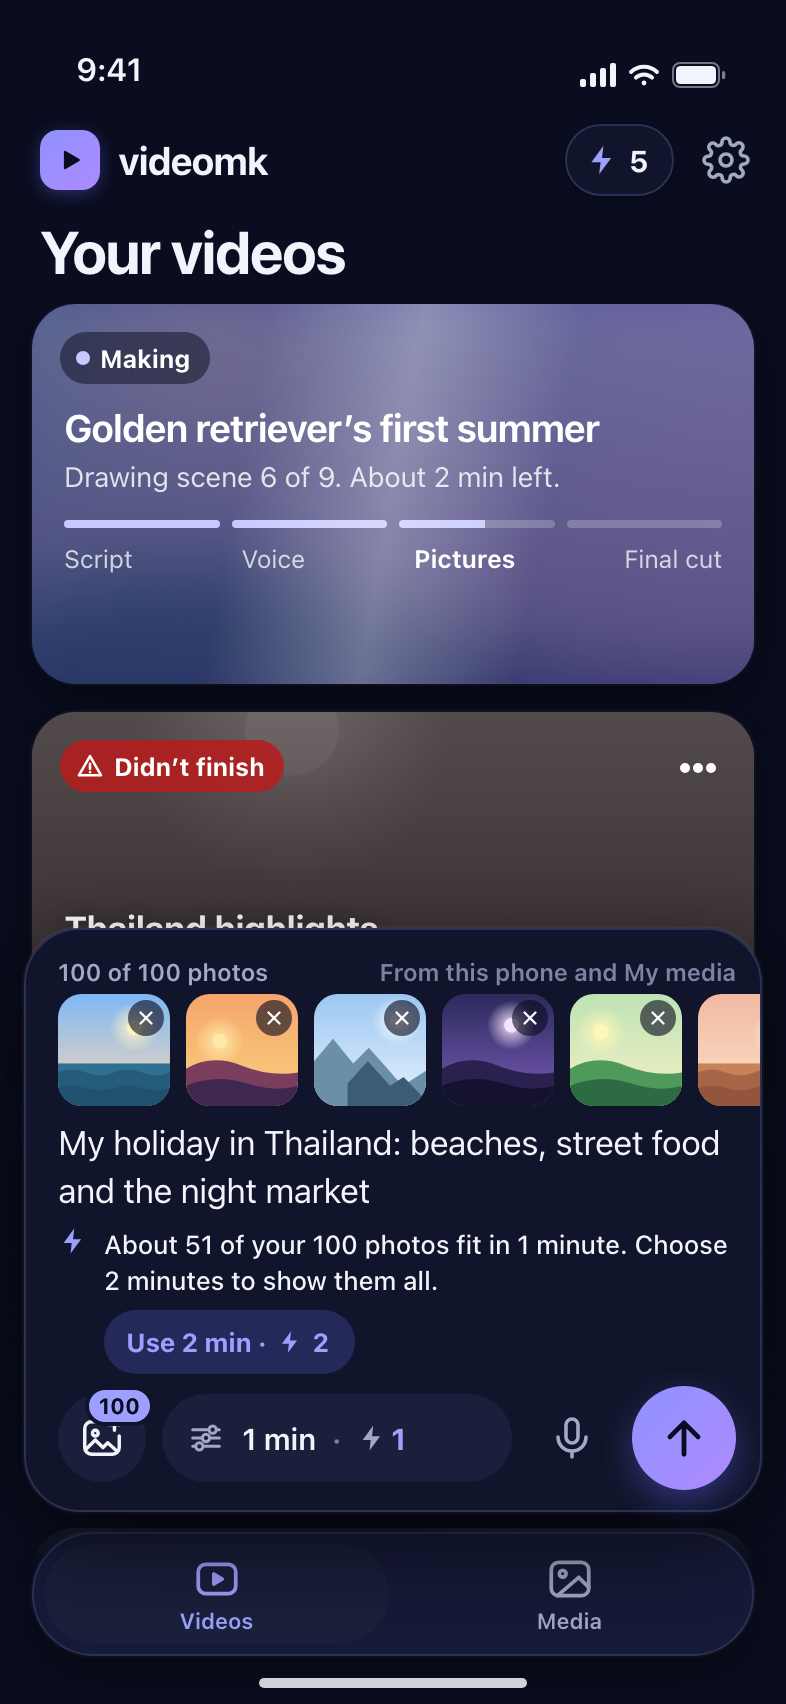 9:41
videomk
5
Your videos
Making
Golden retriever’s first summer
Drawing scene 6 of 9. About 2 min left.
Script Voice Pictures Final cut
Didn’t finish
Thailand highlights
100 of 100 photos From this phone and My media
My holiday in Thailand: beaches, street food
and the night market
About 51 of your 100 photos fit in 1 minute. Choose
2 minutes to show them all.
Use 2 min · 2
100
1 min · 1
Videos Media